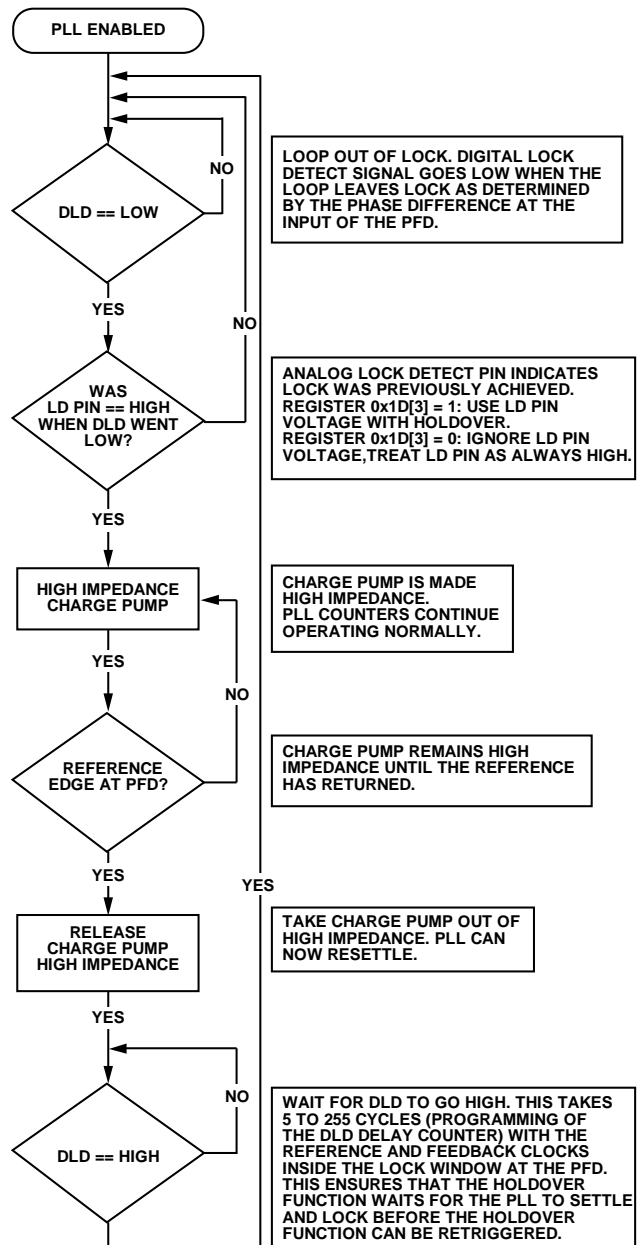 PLL ENABLED
NO
DLD == LOW
LOOP OUT OF LOCK. DIGITAL LOCK
DETECT SIGNAL GOES LOW WHEN THE
LOOP LEAVES LOCK AS DETERMINED
BY THE PHASE DIFFERENCE AT THE
INPUT OF THE PFD.
YES
NO
WAS
LD PIN == HIGH
WHEN DLD WENT
LOW?
ANALOG LOCK DETECT PIN INDICATES
LOCK WAS PREVIOUSLY ACHIEVED.
REGISTER 0x1D[3] = 1: USE LD PIN
VOLTAGE WITH HOLDOVER.
REGISTER 0x1D[3] = 0: IGNORE LD PIN
VOLTAGE,TREAT LD PIN AS ALWAYS HIGH.
YES
HIGH IMPEDANCE
CHARGE PUMP
CHARGE PUMP IS MADE
HIGH IMPEDANCE.
PLL COUNTERS CONTINUE
OPERATING NORMALLY.
YES
NO
REFERENCE
EDGE AT PFD?
CHARGE PUMP REMAINS HIGH
IMPEDANCE UNTIL THE REFERENCE
HAS RETURNED.
YES
YES
RELEASE
CHARGE PUMP
HIGH IMPEDANCE
TAKE CHARGE PUMP OUT OF
HIGH IMPEDANCE. PLL CAN
NOW RESETTLE.
YES
NO
DLD == HIGH
WAIT FOR DLD TO GO HIGH. THIS TAKES
5 TO 255 CYCLES (PROGRAMMING OF
THE DLD DELAY COUNTER) WITH THE
REFERENCE AND FEEDBACK CLOCKS
INSIDE THE LOCK WINDOW AT THE PFD.
THIS ENSURES THAT THE HOLDOVER
FUNCTION WAITS FOR THE PLL TO SETTLE
AND LOCK BEFORE THE HOLDOVER
FUNCTION CAN BE RETRIGGERED.